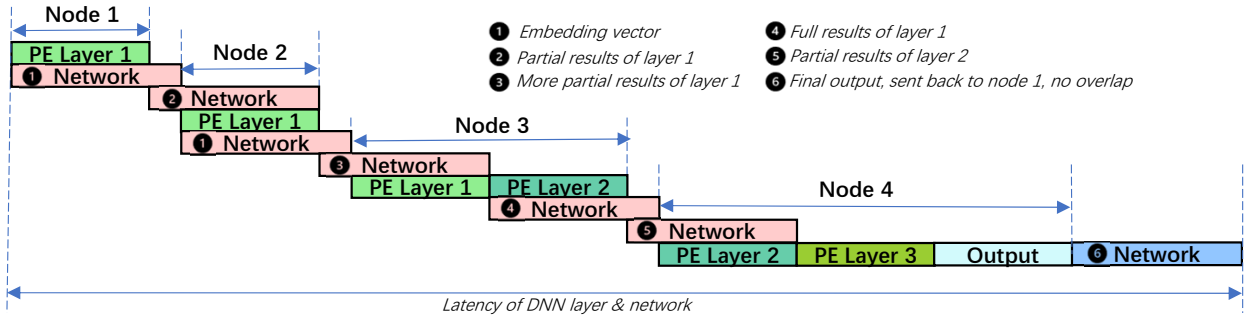 Node 1
❶ Embedding vector
❹ Full results of layer 1
PE Layer 1
Node 2
❷ Partial results of layer 1
❺ Partial results of layer 2
❶ Network
❸ More partial results of layer 1
❻ Final output, sent back to node 1, no overlap
❷ Network
PE Layer 1
Node 3
❶ Network
❸ Network
PE Layer 1
PE Layer 2
Node 4
❹ Network
❺ Network
PE Layer 2
PE Layer 3
Output
❻ Network
Latency of DNN layer & network